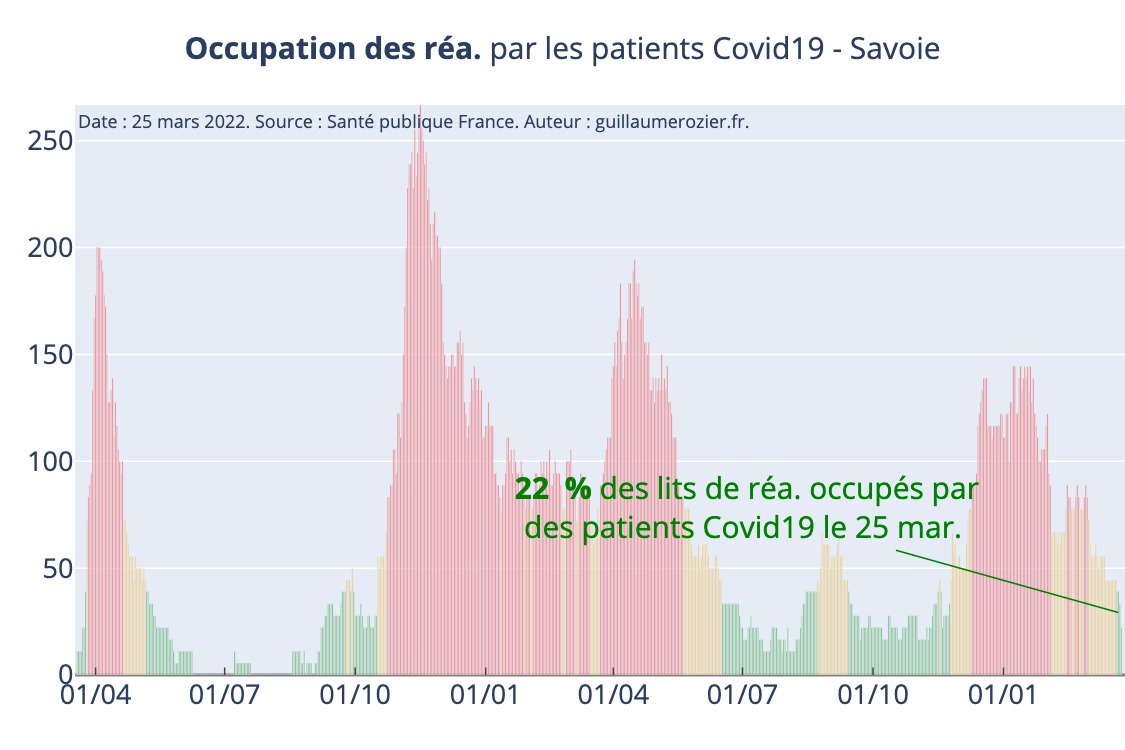 Occupation des réa. par les patients Covid19 - Savoie
Date : 25 mars 2022. Source : Santé publique France. Auteur : guillaumerozier.fr.
250
200
150
100
22 % des lits de réa. occupés par
des patients Covid19 le 25 mar.
50
0
01/04 01/07 01/10 01/01 01/04 01/07 01/10 01/01